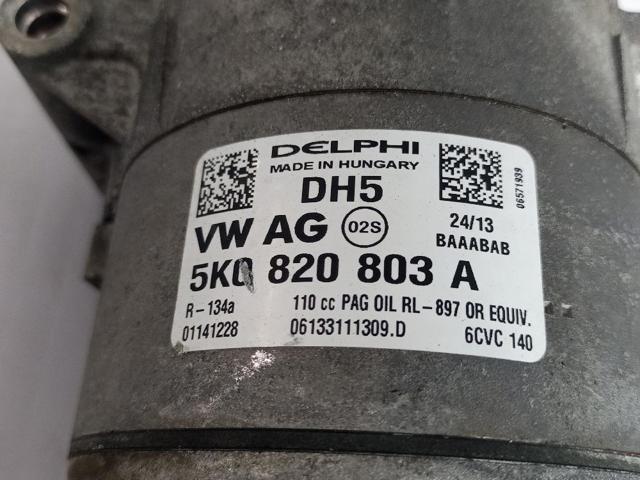 DELPHI
MADE IN HUNGARY
DH5
06571939
VW AG 02S
24/13
BAAABAB
5K0 820 803 A
R-134a 110 cc PAG OIL RL-897 OR EQUIV.
01141228 06133111309.D 6CVC 140